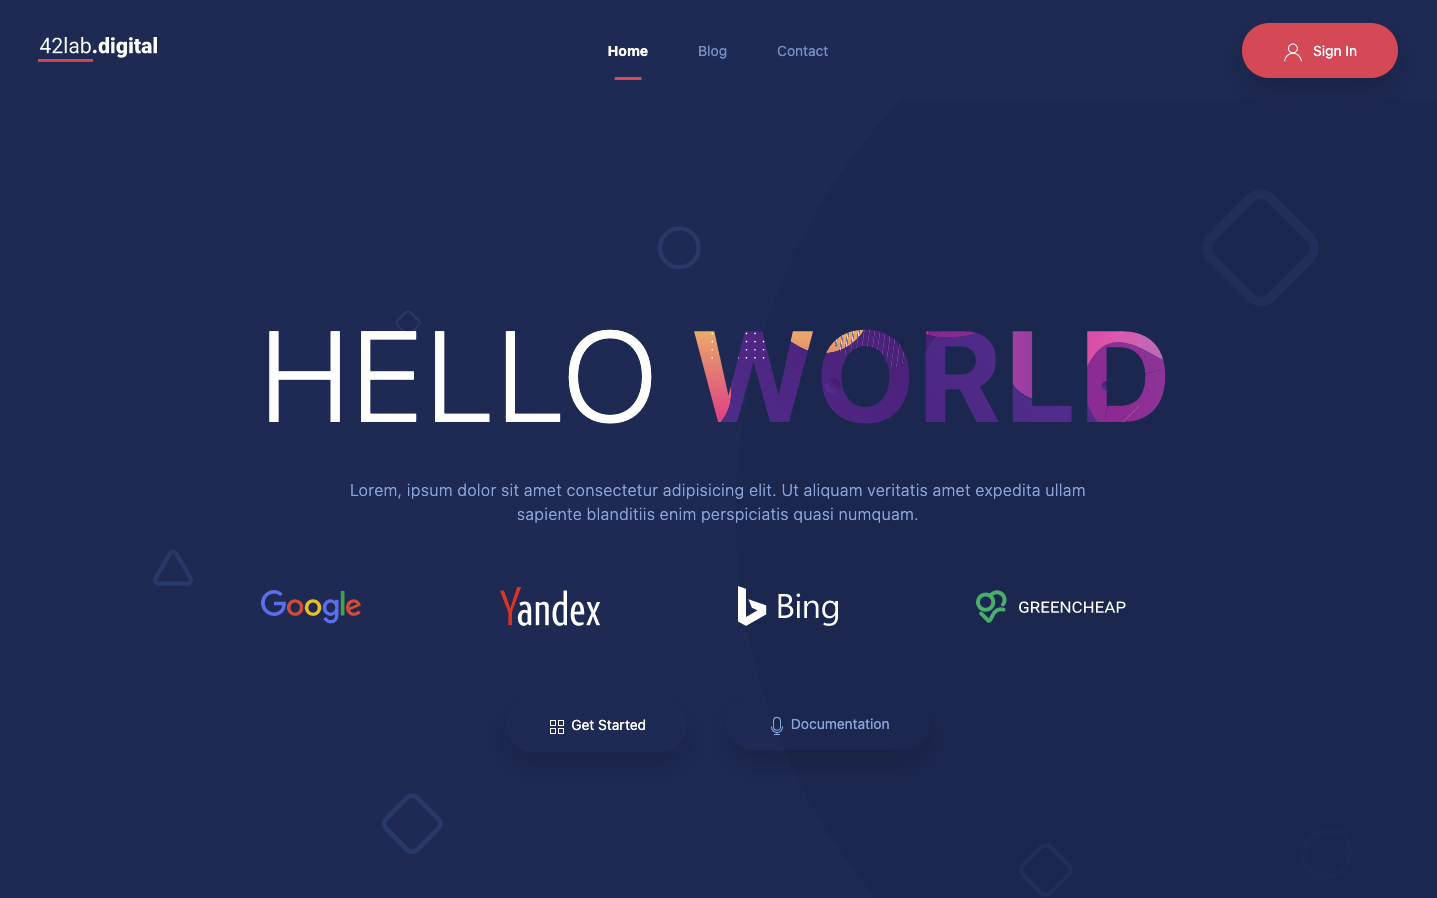 42lab.digital
Home
Blog
Contact
Sign In
HELLO WORLD
Lorem, ipsum dolor sit amet consectetur adipisicing elit. Ut aliquam veritatis amet expedita ullam
sapiente blanditiis enim perspiciatis quasi numquam.
Google
Yandex
Bing
GREENCHEAP
Get Started
Documentation